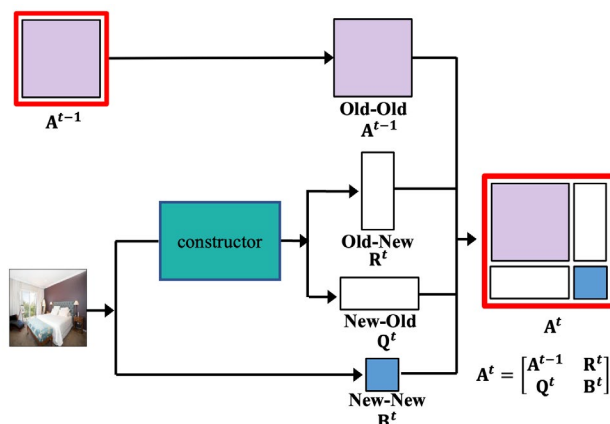 Old-Old
A^{t-1}
A^{t-1}
constructor
Old-New
R^t
New-Old
Q^t
New-New
B^t
A^t
A^t = [A^{t-1} R^t
Q^t B^t]